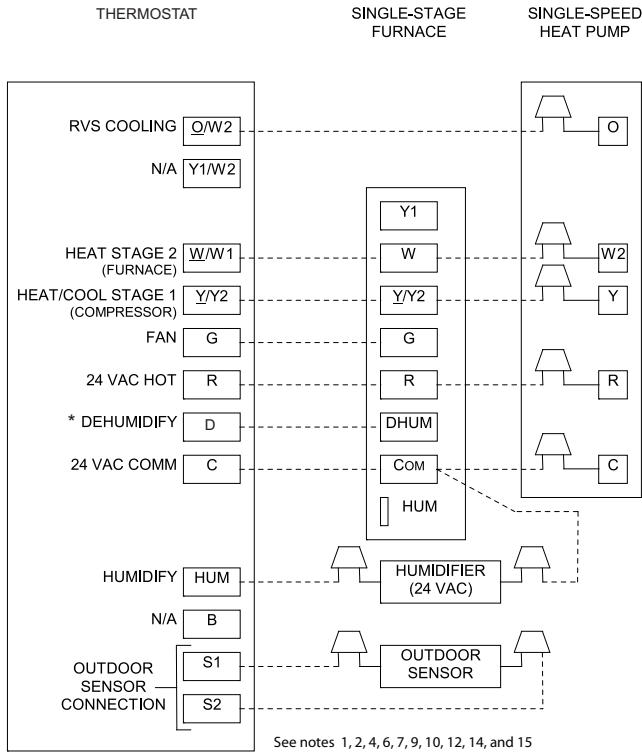 THERMOSTAT
SINGLE-STAGE
FURNACE
SINGLE-SPEED
HEAT PUMP
RVS COOLING O/W2 O
N/A Y1/W2
Y1
HEAT STAGE 2
(FURNACE)
W/W1 W W2
HEAT/COOL STAGE 1
(COMPRESSOR)
Y/Y2 Y/Y2 Y
FAN G G
24 VAC HOT R R R
* DEHUMIDIFY D DHUM
24 VAC COMM C COM C
HUM
HUMIDIFY HUM
HUMIDIFIER
(24 VAC)
N/A B
OUTDOOR
SENSOR
CONNECTION
S1
S2
OUTDOOR
SENSOR
See notes 1, 2, 4, 6, 7, 9, 10, 12, 14, and 15